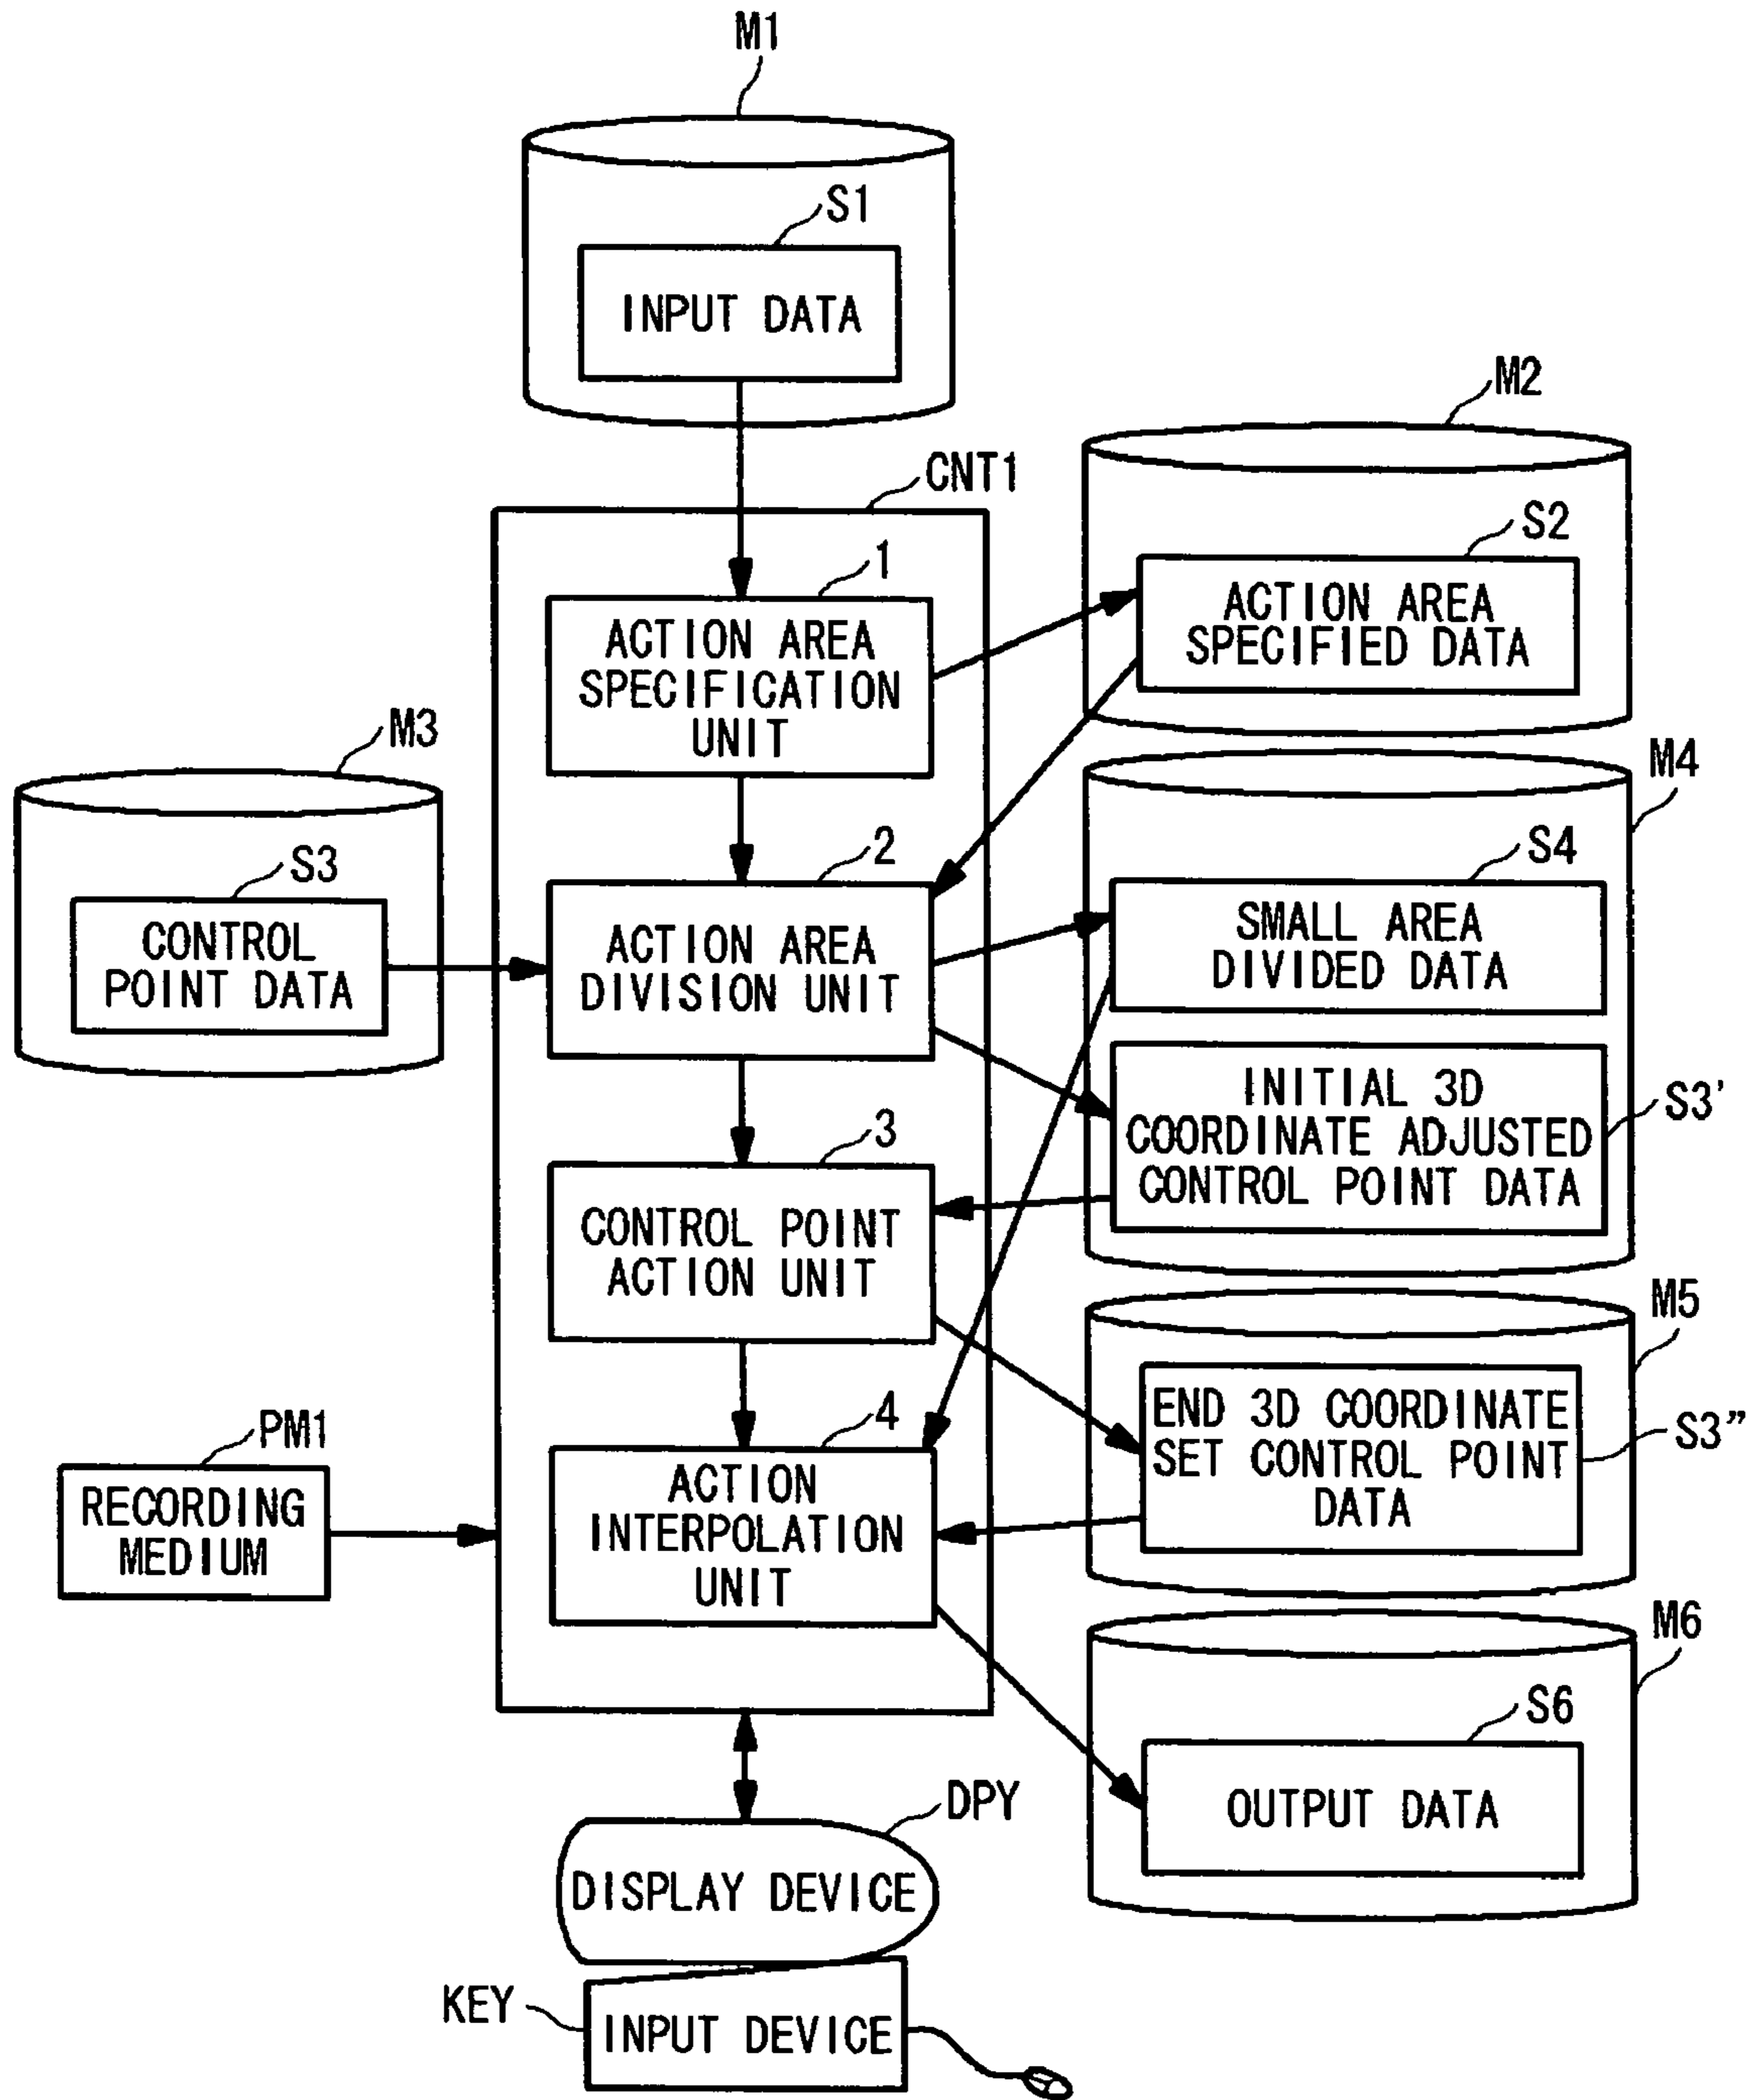 M1
S1
INPUT DATA
M2
CNT1
S2
ACTION AREA
SPECIFIED DATA
1
ACTION AREA
SPECIFICATION
UNIT
M3
S3
CONTROL
POINT DATA
M4
2
ACTION AREA
DIVISION UNIT
S4
SMALL AREA
DIVIDED DATA
INITIAL 3D
COORDINATE ADJUSTED
CONTROL POINT DATA
S3'
3
CONTROL POINT
ACTION UNIT
M5
END 3D COORDINATE
SET CONTROL POINT
DATA
S3”
4
ACTION
INTERPOLATION
UNIT
PM1
RECORDING
MEDIUM
M6
S6
OUTPUT DATA
DPY
DISPLAY DEVICE
KEY
INPUT DEVICE